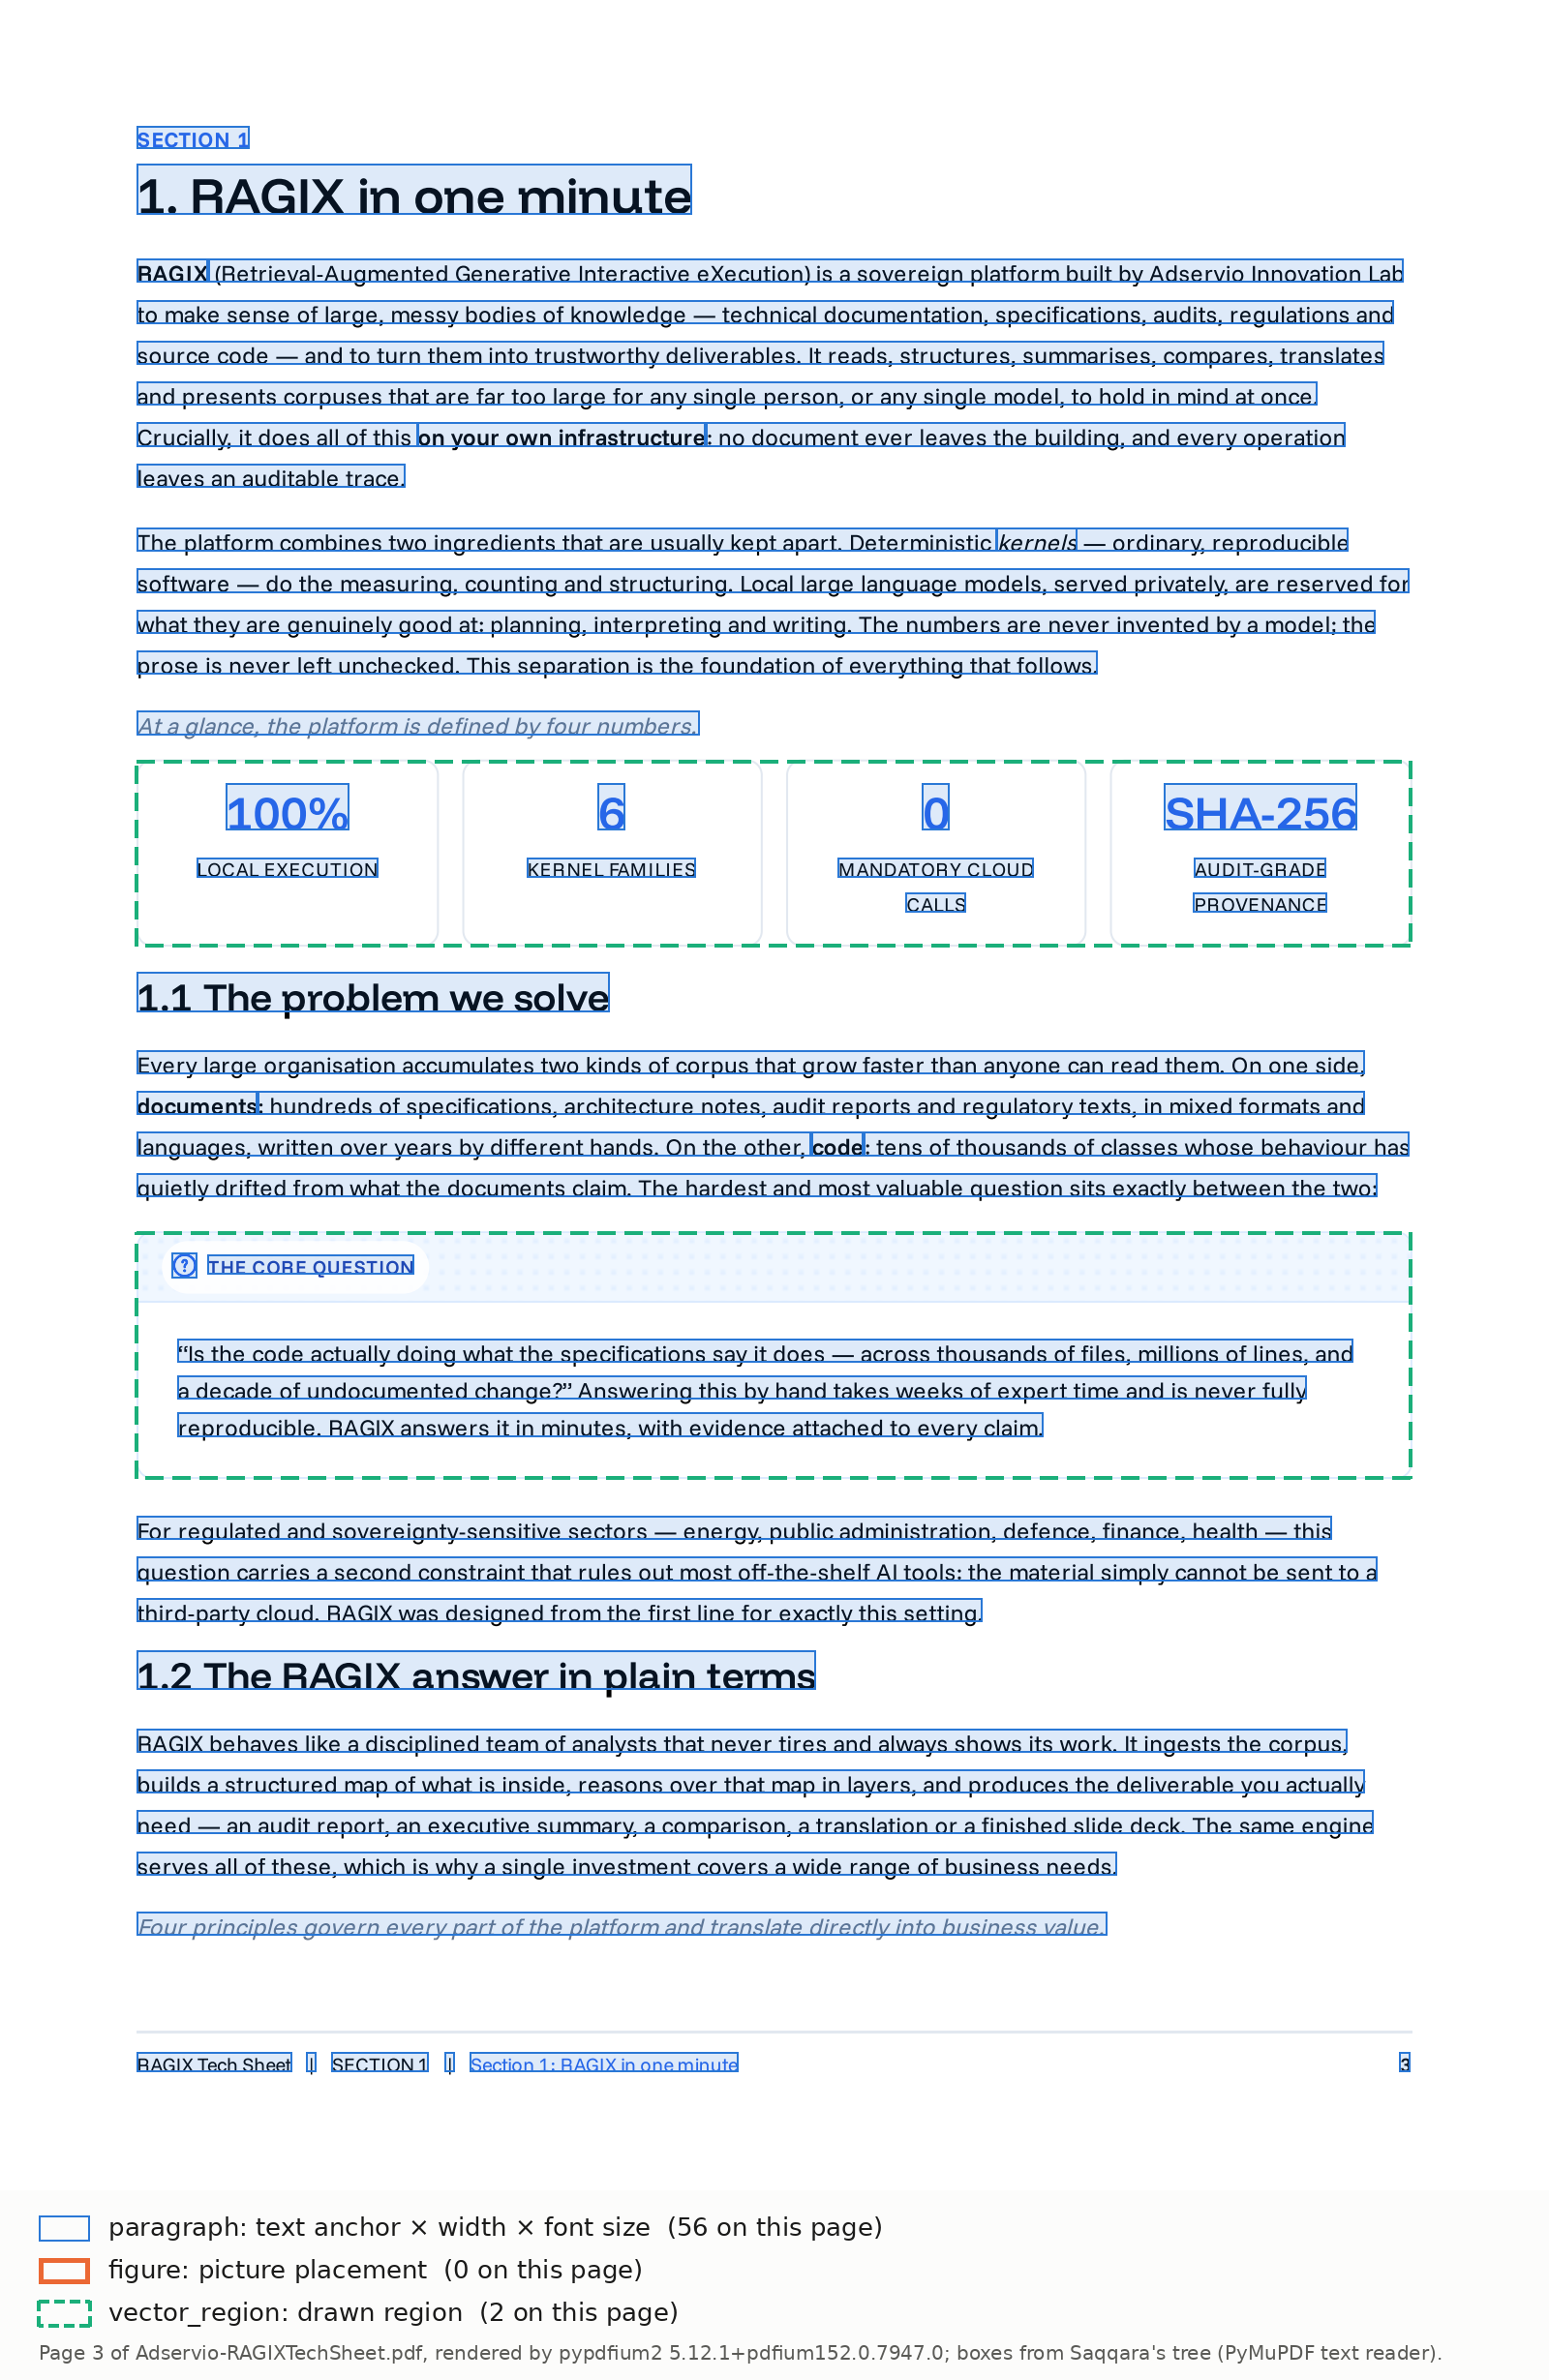 SECTION 1
1. RAGIX in one minute
RAGIX (Retrieval-Augmented Generative Interactive eXecution) is a sovereign platform built by Adservio Innovation Lab
to make sense of large, messy bodies of knowledge — technical documentation, specifications, audits, regulations and
source code — and to turn them into trustworthy deliverables. It reads, structures, summarises, compares, translates
and presents corpuses that are far too large for any single person, or any single model, to hold in mind at once.
Crucially, it does all of this on your own infrastructure: no document ever leaves the building, and every operation
leaves an auditable trace.
The platform combines two ingredients that are usually kept apart. Deterministic kernels — ordinary, reproducible
software — do the measuring, counting and structuring. Local large language models, served privately, are reserved for
what they are genuinely good at: planning, interpreting and writing. The numbers are never invented by a model; the
prose is never left unchecked. This separation is the foundation of everything that follows.
At a glance, the platform is defined by four numbers.
100%
LOCAL EXECUTION
6
KERNEL FAMILIES
0
MANDATORY CLOUD
CALLS
SHA-256
AUDIT-GRADE
PROVENANCE
1.1 The problem we solve
Every large organisation accumulates two kinds of corpus that grow faster than anyone can read them. On one side,
documents: hundreds of specifications, architecture notes, audit reports and regulatory texts, in mixed formats and
languages, written over years by different hands. On the other, code: tens of thousands of classes whose behaviour has
quietly drifted from what the documents claim. The hardest and most valuable question sits exactly between the two:
? THE CORE QUESTION
“Is the code actually doing what the specifications say it does — across thousands of files, millions of lines, and
a decade of undocumented change?” Answering this by hand takes weeks of expert time and is never fully
reproducible. RAGIX answers it in minutes, with evidence attached to every claim.
For regulated and sovereignty-sensitive sectors — energy, public administration, defence, finance, health — this
question carries a second constraint that rules out most off-the-shelf AI tools: the material simply cannot be sent to a
third-party cloud. RAGIX was designed from the first line for exactly this setting.
1.2 The RAGIX answer in plain terms
RAGIX behaves like a disciplined team of analysts that never tires and always shows its work. It ingests the corpus,
builds a structured map of what is inside, reasons over that map in layers, and produces the deliverable you actually
need — an audit report, an executive summary, a comparison, a translation or a finished slide deck. The same engine
serves all of these, which is why a single investment covers a wide range of business needs.
Four principles govern every part of the platform and translate directly into business value.
RAGIX Tech Sheet | SECTION 1 | Section 1: RAGIX in one minute 3
paragraph: text anchor × width × font size (56 on this page)
figure: picture placement (0 on this page)
vector_region: drawn region (2 on this page)
Page 3 of Adservio-RAGIXTechSheet.pdf, rendered by pypdfium2 5.12.1+pdfium152.0.7947.0; boxes from Saqqara's tree (PyMuPDF text reader).